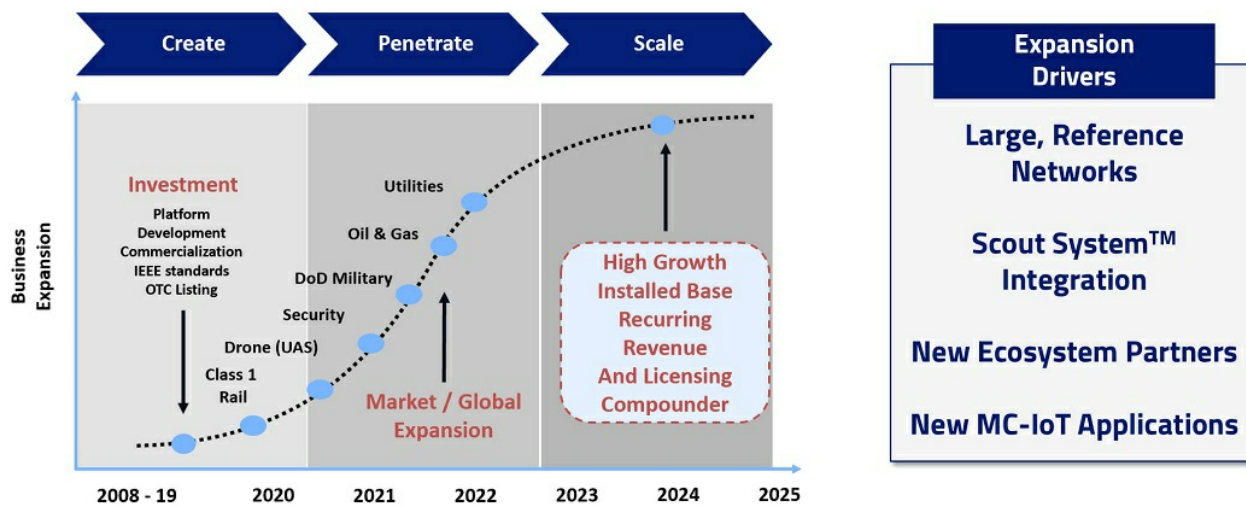 Create
Penetrate
Scale
Business
Expansion
Investment
Platform
Development
Commercialization
IEEE standards
OTC Listing
Class 1
Rail
Drone (UAS)
Security
DoD Military
Oil & Gas
Utilities
Market / Global
Expansion
High Growth
Installed Base
Recurring
Revenue
And Licensing
Compounder
2008 - 19
2020
2021
2022
2023
2024
2025
Expansion
Drivers
Large, Reference
Networks
Scout System™
Integration
New Ecosystem Partners
New MC-IoT Applications